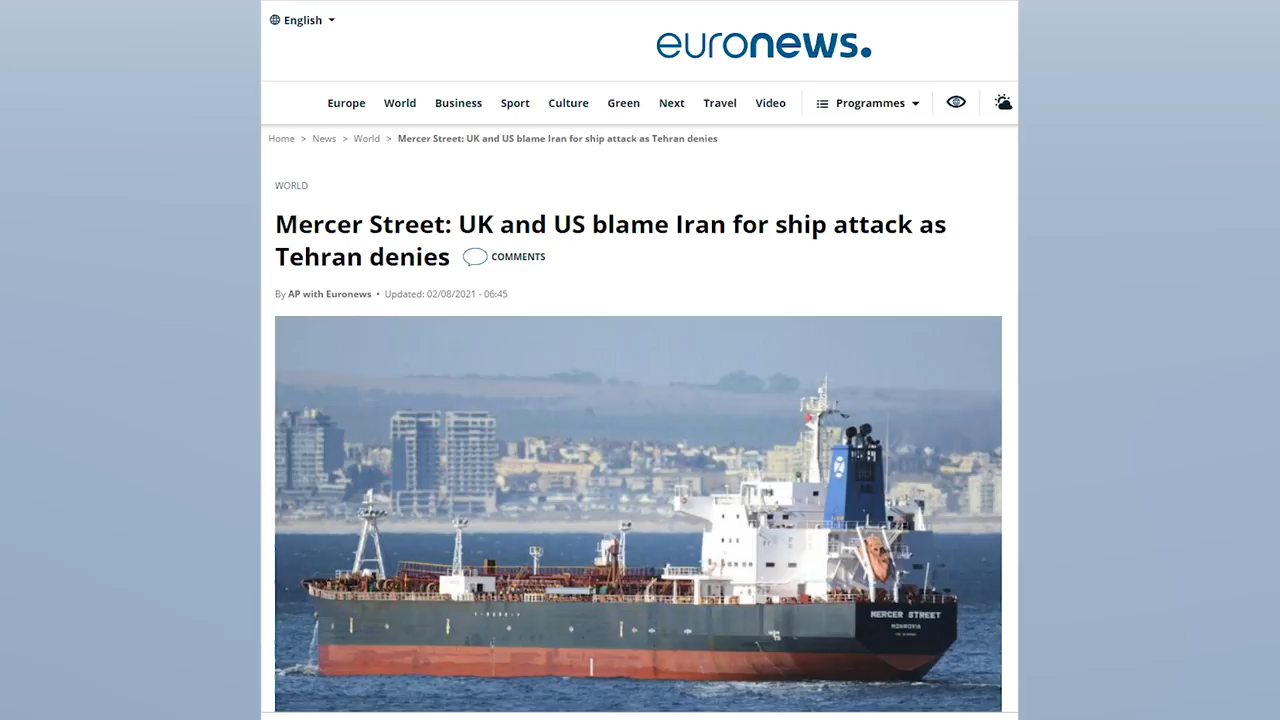 English
euronews.
Europe World Business Sport Culture Green Next Travel Video Programmes
Home > News > World > Mercer Street: UK and US blame Iran for ship attack as Tehran denies
WORLD
Mercer Street: UK and US blame Iran for ship attack as
Tehran denies COMMENTS
By AP with Euronews • Updated: 02/08/2021 - 06:45
MERCER STREET
MONROVIA